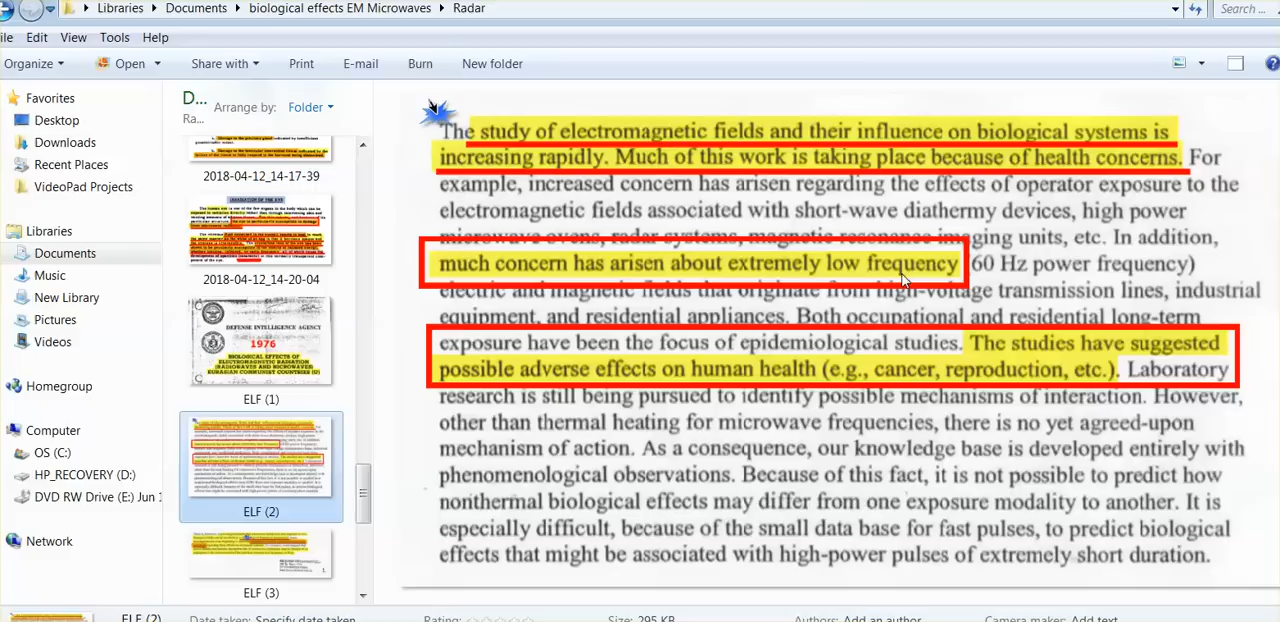 Libraries Documents biological effects EM Microwaves Radar
Search ...
ile Edit View Tools Help
Organize Open Share with Print E-mail Burn New folder
Favorites
Desktop
Downloads
Recent Places
VideoPad Projects
Libraries
Documents
Music
New Library
Pictures
Videos
Homegroup
Computer
OS (C:)
HP_RECOVERY (D:)
DVD RW Drive (E:) Jun 1
Network
D...
Ra...
Arrange by: Folder
2018-04-12_14-17-39
2018-04-12_14-20-04
DEFENSE INTELLIGENCE AGENCY
1976
BIOLOGICAL EFFECTS OF
ELECTROMAGNETIC RADIATION
(RADIOWAVES AND MICROWAVES)
EURASIAN COMMUNIST COUNTRIES (U)
ELF (1)
ELF (2)
ELF (3)
The study of electromagnetic fields and their influence on biological systems is
increasing rapidly. Much of this work is taking place because of health concerns. For
example, increased concern has arisen regarding the effects of operator exposure to the
electromagnetic fields associated with short-wave diathermy devices, high power
microwave ovens, radar systems, magnetic resonance imaging units, etc. In addition,
much concern has arisen about extremely low frequency (60 Hz power frequency)
electric and magnetic fields that originate from high-voltage transmission lines, industrial
equipment, and residential appliances. Both occupational and residential long-term
exposure have been the focus of epidemiological studies. The studies have suggested
possible adverse effects on human health (e.g., cancer, reproduction, etc.). Laboratory
research is still being pursued to identify possible mechanisms of interaction. However,
other than thermal heating for microwave frequencies, there is no yet agreed-upon
mechanism of action. As a consequence, our knowledge base is developed entirely with
phenomenological observations. Because of this fact, it is not possible to predict how
nonthermal biological effects may differ from one exposure modality to another. It is
especially difficult, because of the small data base for fast pulses, to predict biological
effects that might be associated with high-power pulses of extremely short duration.
ELF (2) Date taken: Specify date taken Rating: Size: 295 KB Authors: Add an author Camera maker: Add text